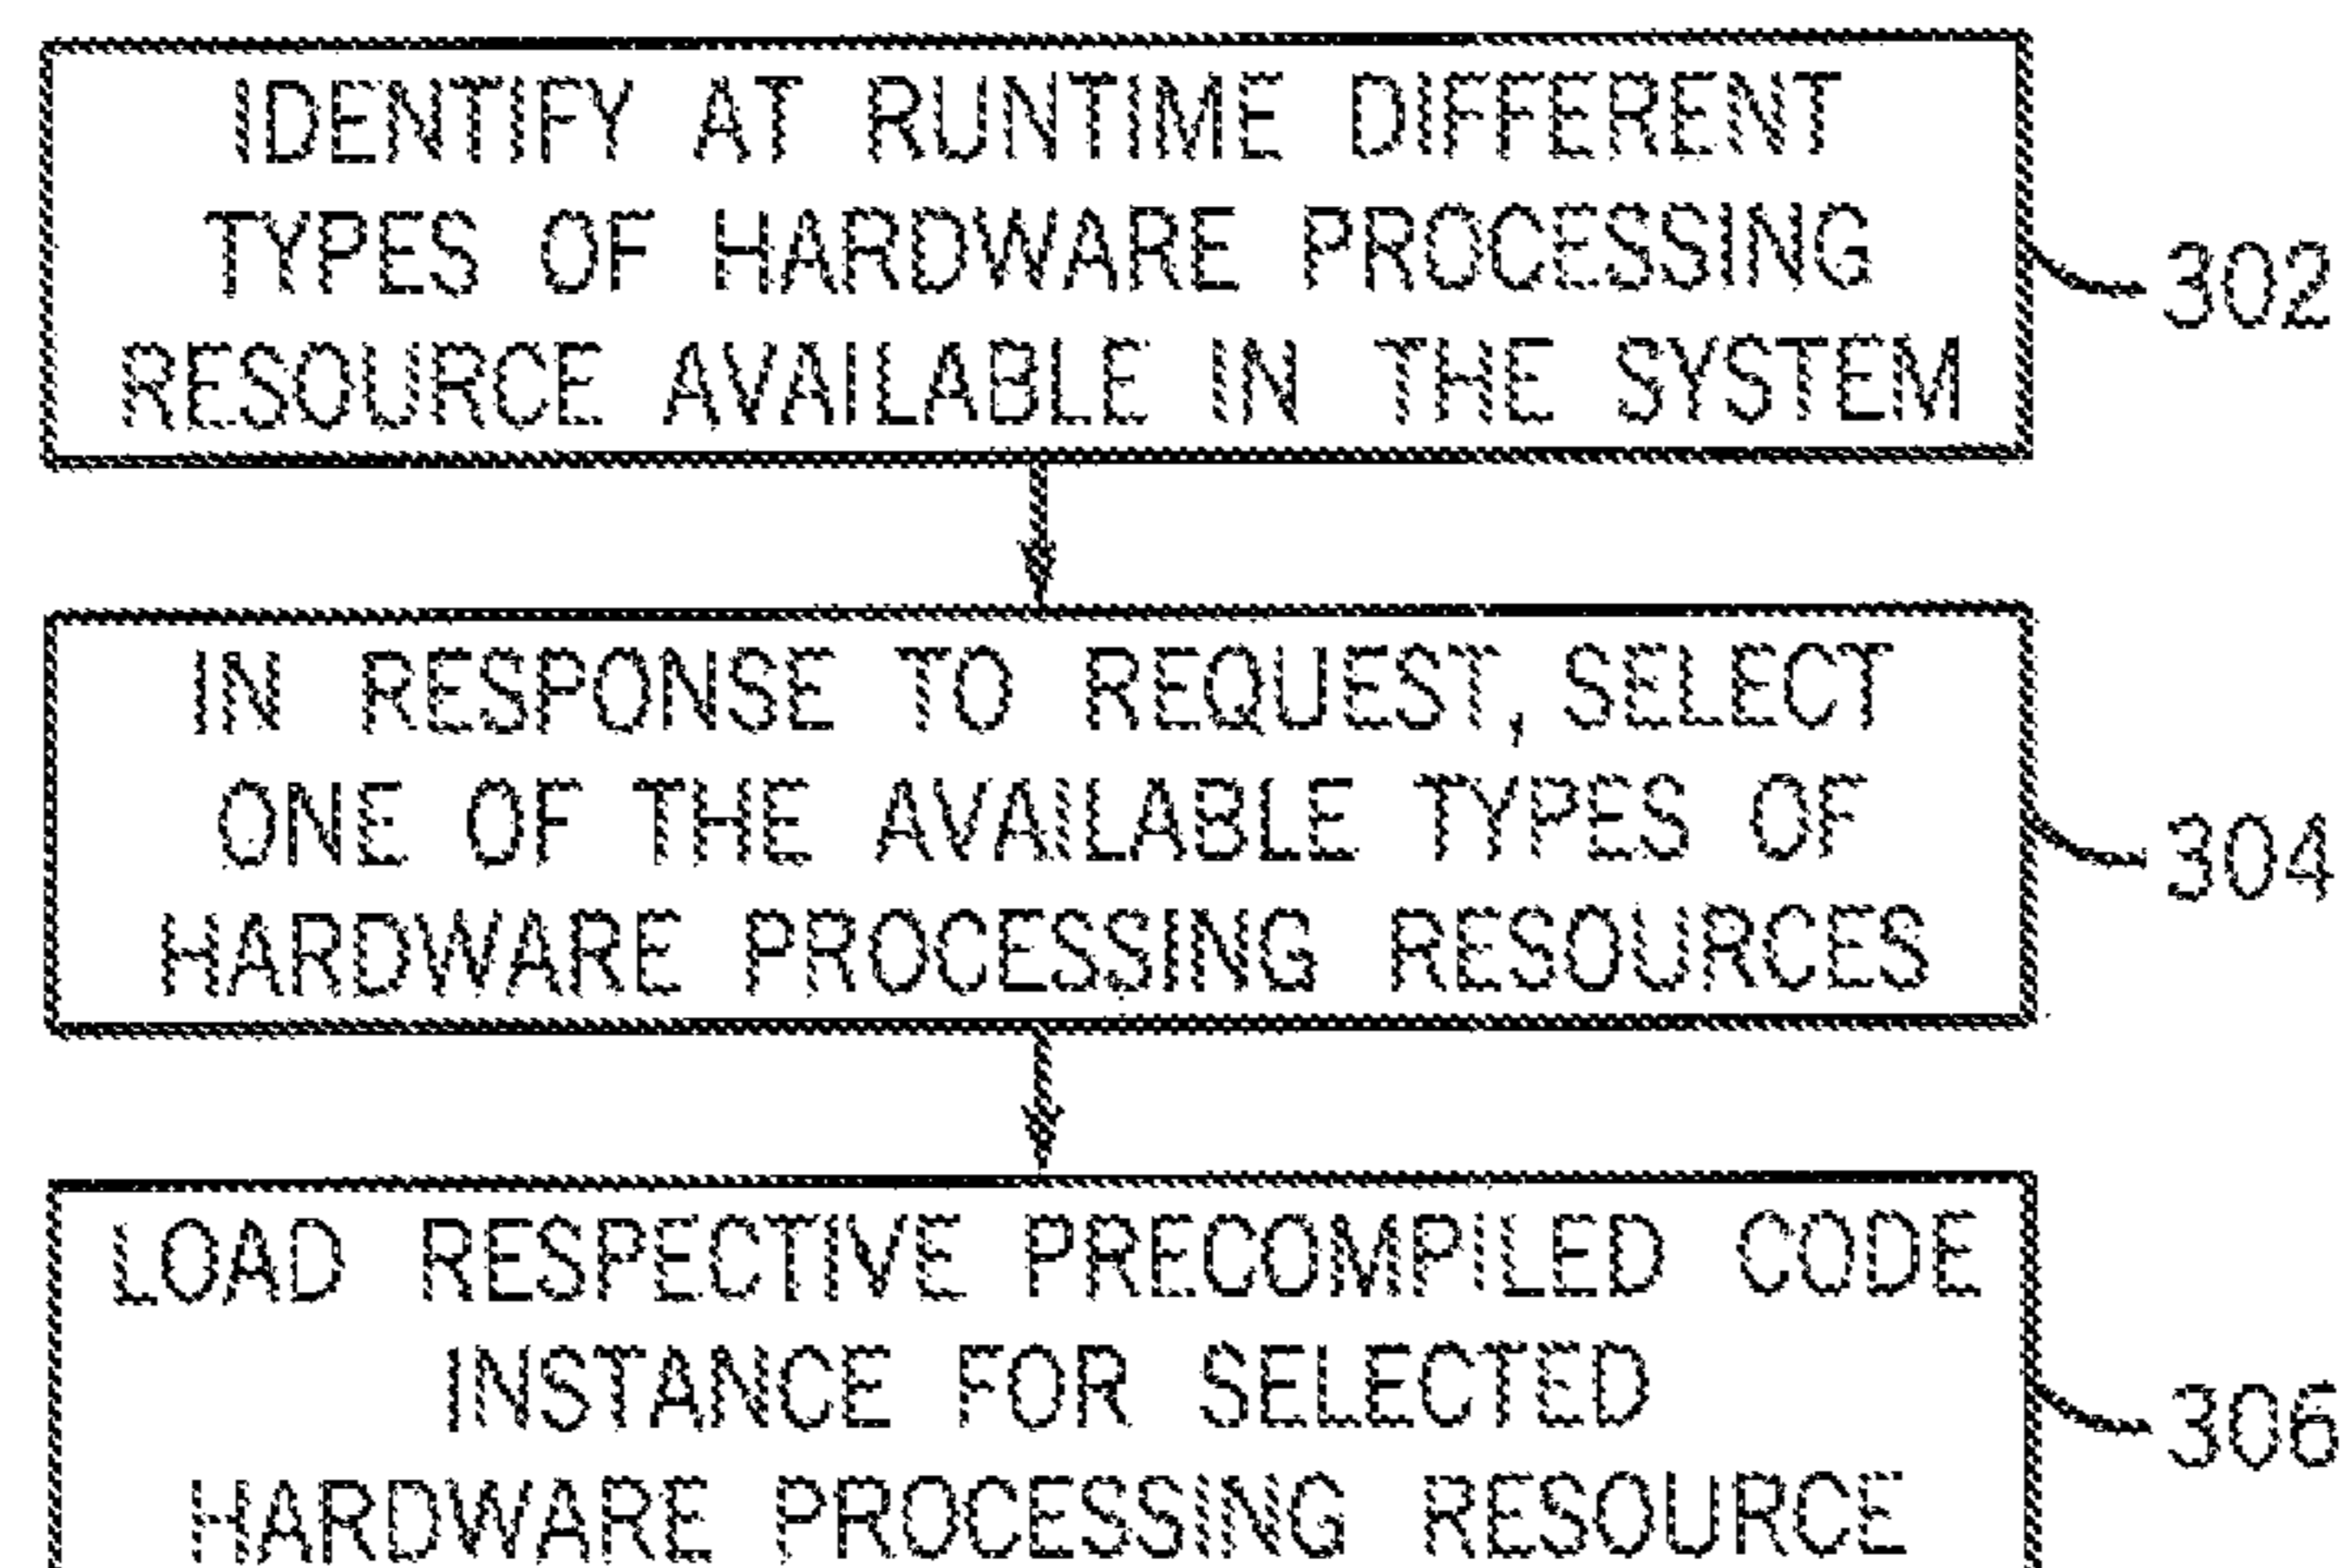 IDENTIFY AT RUNTIME DIFFERENT
TYPES OF HARDWARE PROCESSING
RESOURCE AVAILABLE IN THE SYSTEM
302
IN RESPONSE TO REQUEST, SELECT
ONE OF THE AVAILABLE TYPES OF
HARDWARE PROCESSING RESOURCES
304
LOAD RESPECTIVE PRECOMPILED CODE
INSTANCE FOR SELECTED
HARDWARE PROCESSING RESOURCE
306